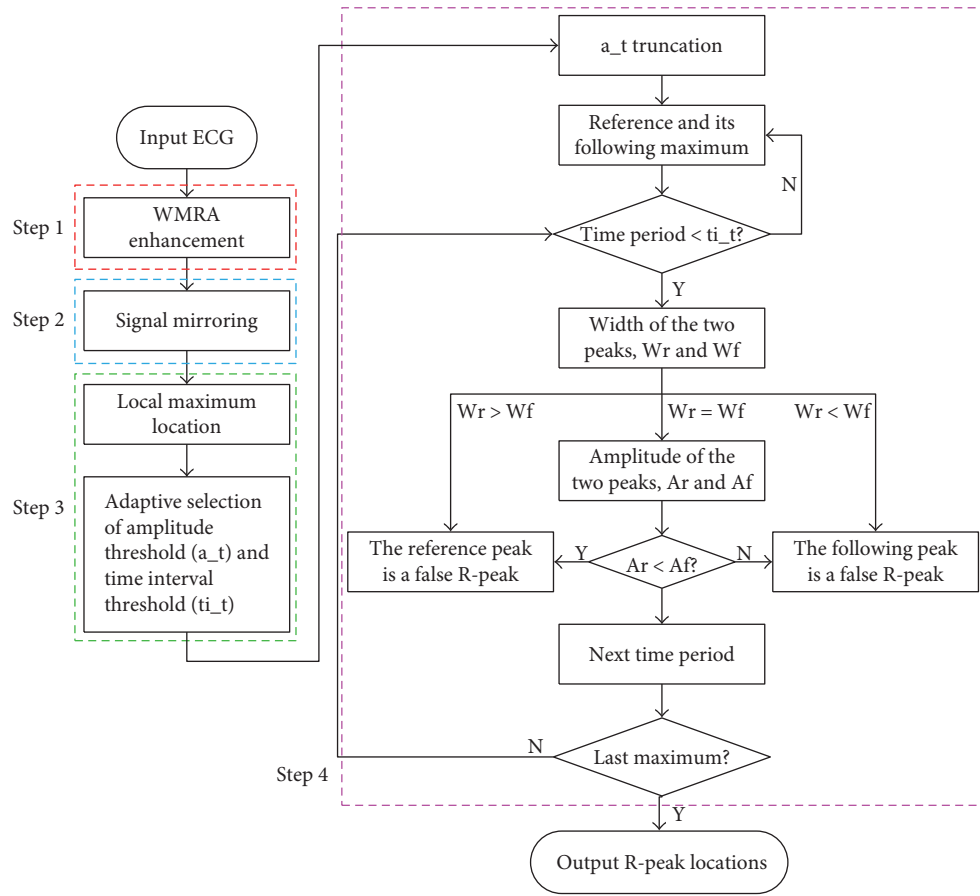 Input ECG
Step 1
WMRA
enhancement
Step 2
Signal mirroring
Local maximum
location
Step 3
Adaptive selection
of amplitude
threshold (a_t) and
time interval
threshold (ti_t)
a_t truncation
Reference and its
following maximum
N
Time period < ti_t?
Y
Width of the two
peaks, Wr and Wf
Wr > Wf
Wr = Wf
Wr < Wf
Amplitude of the
two peaks, Ar and Af
The reference peak
is a false R-peak
Y
Ar < Af?
N
The following peak
is a false R-peak
Next time period
N
Last maximum?
Step 4
Y
Output R-peak locations